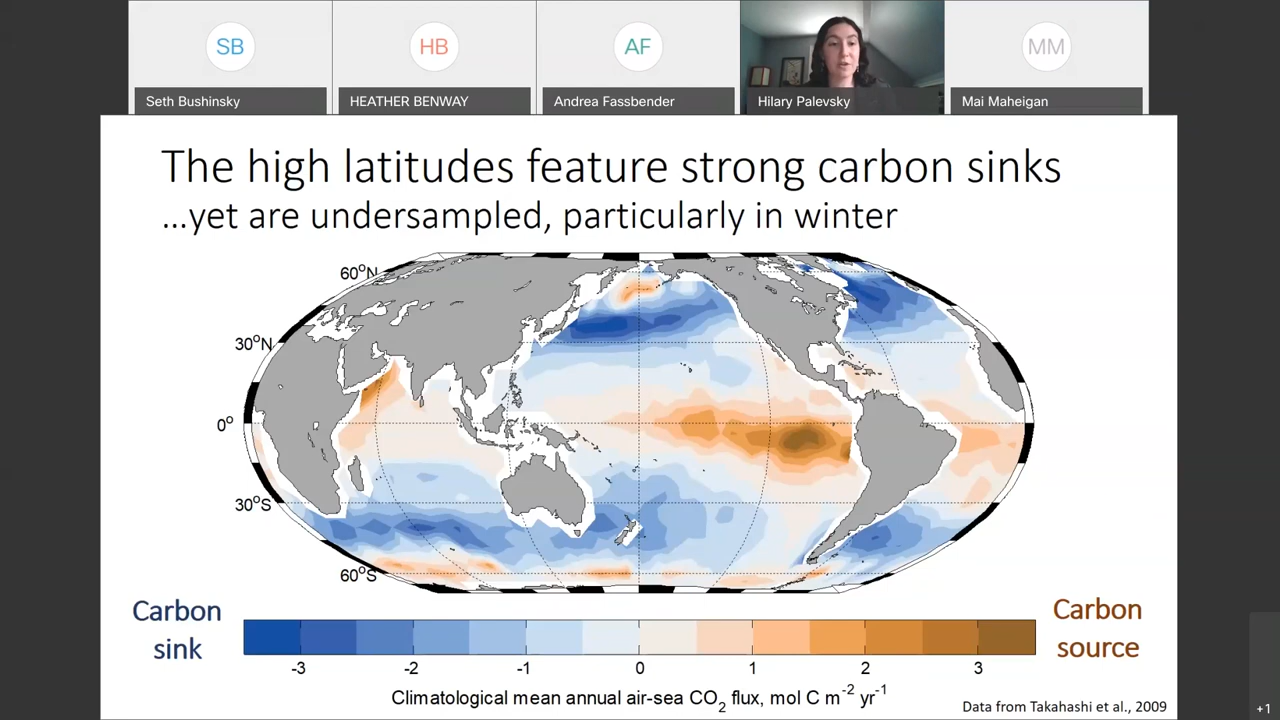 SB
HB
AF
MM
Seth Bushinsky
HEATHER BENWAY
Andrea Fassbender
Hilary Palevsky
Mai Maheigan
The high latitudes feature strong carbon sinks
...yet are undersampled, particularly in winter
60°N
30°N
0°
30°S
60°S
Carbon
sink
Carbon
source
-3 -2 -1 0 1 2 3
Climatological mean annual air-sea CO₂ flux, mol C m⁻² yr⁻¹
Data from Takahashi et al., 2009
+1